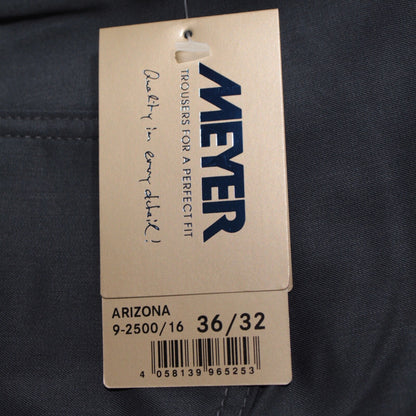 MEYER
TROUSERS FOR A PERFECT FIT
Quality in every detail!
ARIZONA
9-2500/16 36/32
4 058139 965253